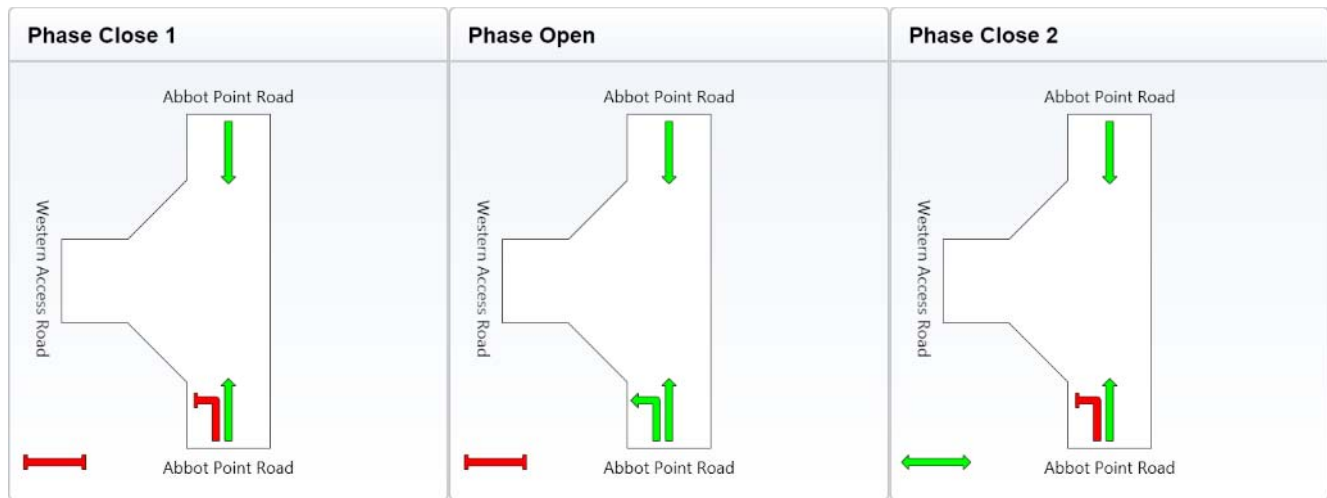 Phase Close 1
Abbot Point Road
Western Access Road
Abbot Point Road
Phase Open
Abbot Point Road
Western Access Road
Abbot Point Road
Phase Close 2
Abbot Point Road
Western Access Road
Abbot Point Road